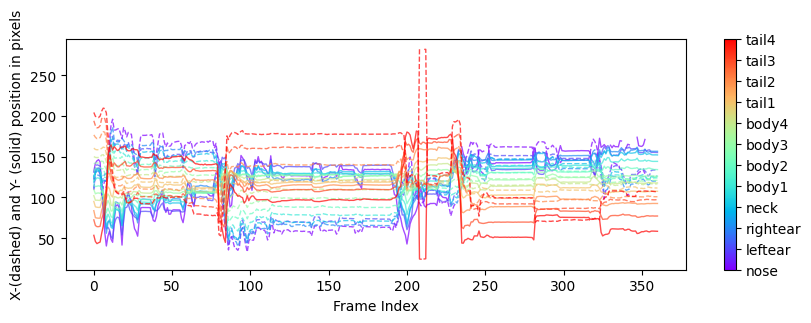 X-(dashed) and Y- (solid) position in pixels
250
200
150
100
50
0
50
100
150
200
250
300
350
Frame Index
tail4
tail3
tail2
tail1
body4
body3
body2
body1
neck
rightear
leftear
nose